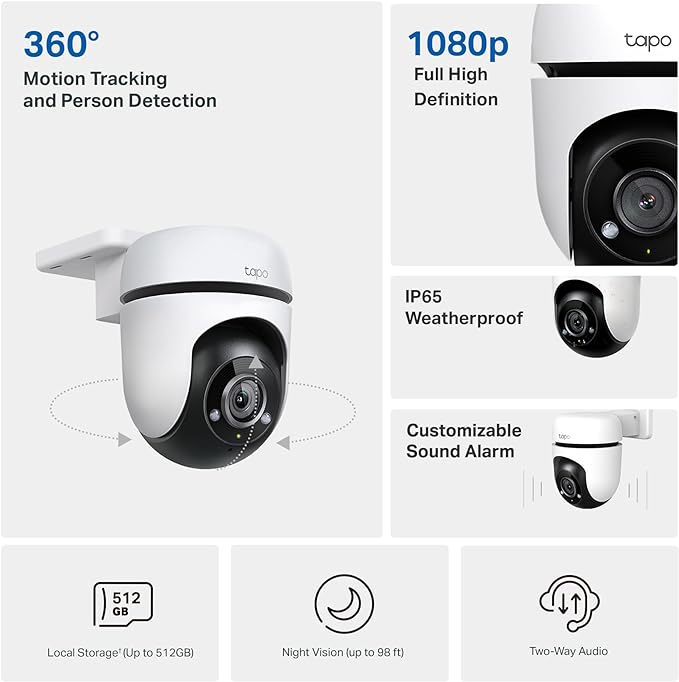 360°
Motion Tracking
and Person Detection
tapo
1080p
Full High
Definition
tapo
IP65
Weatherproof
Customizable
Sound Alarm
tapo
512
GB
Local Storage† (Up to 512GB)
Night Vision (up to 98 ft)
Two-Way Audio